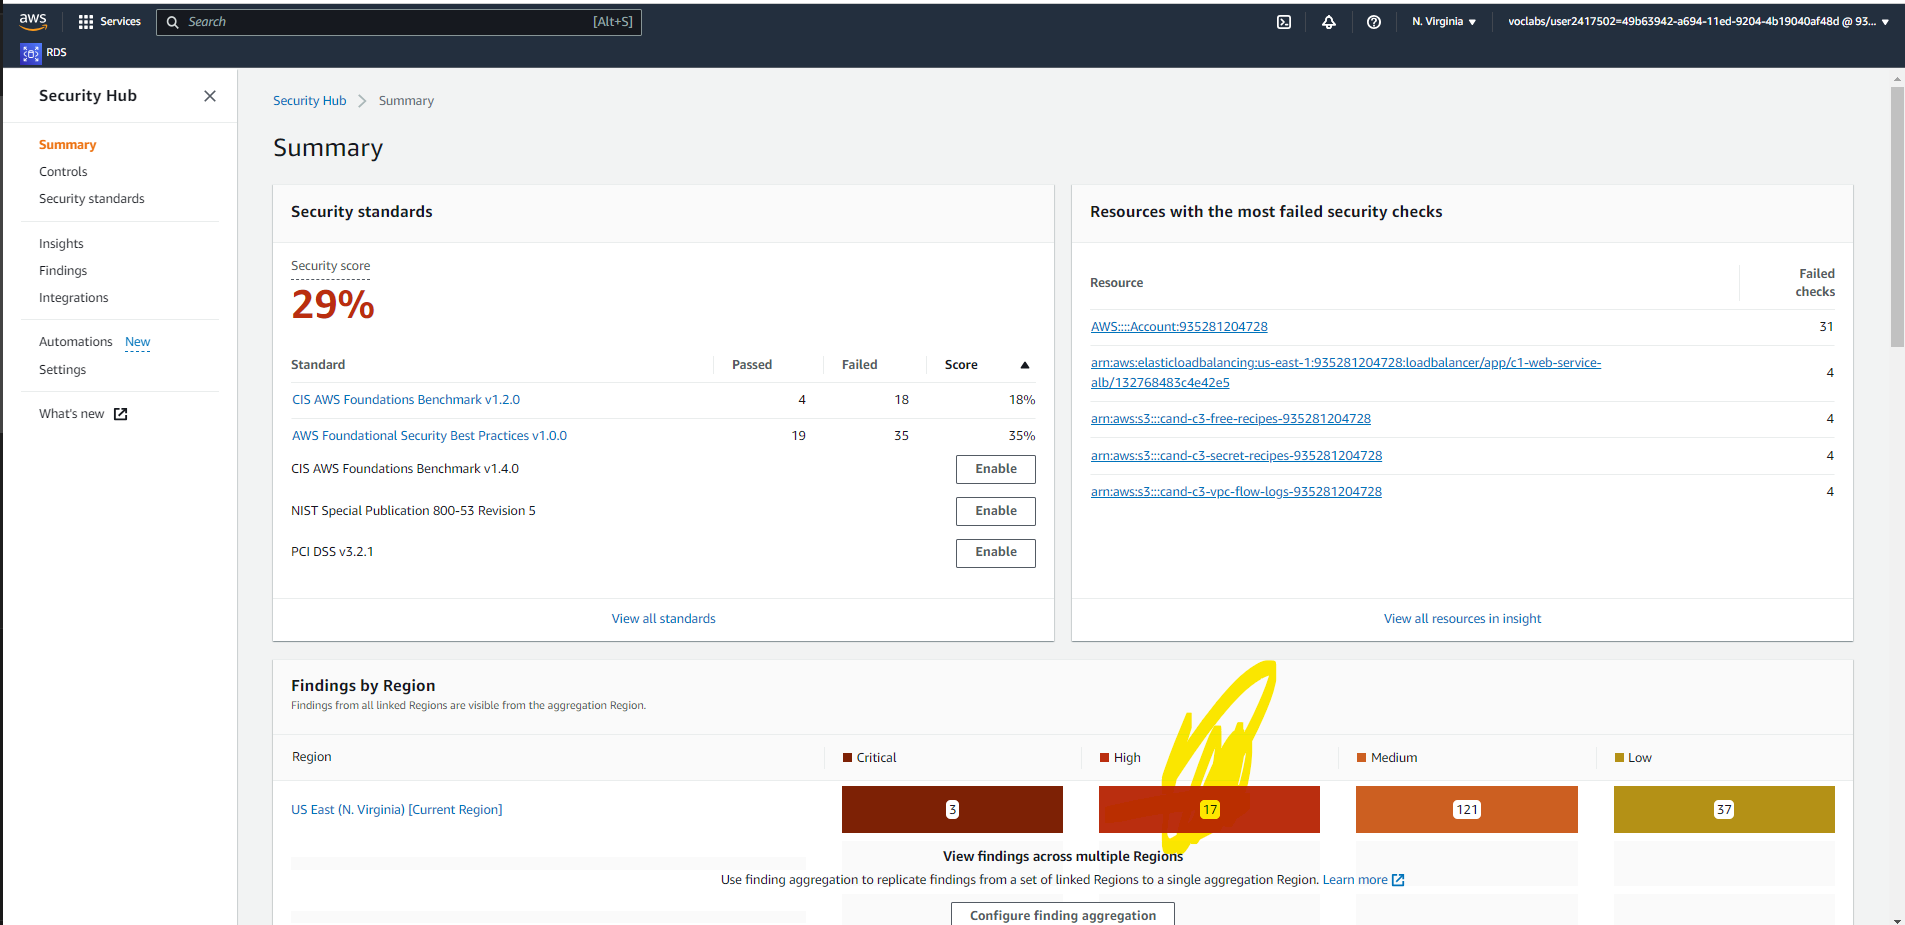 aws
Services
Search
[Alt+S]
N. Virginia
voclabs/user2417502=49b63942-a694-11ed-9204-4b19040af48d @ 93...
RDS
Security Hub
Summary
Controls
Security standards
Insights
Findings
Integrations
Automations New
Settings
What's new
Security Hub Summary
Summary
Security standards
Security score
29%
Standard Passed Failed Score
CIS AWS Foundations Benchmark v1.2.0 4 18 18%
AWS Foundational Security Best Practices v1.0.0 19 35 35%
CIS AWS Foundations Benchmark v1.4.0 Enable
NIST Special Publication 800-53 Revision 5 Enable
PCI DSS v3.2.1 Enable
View all standards
Resources with the most failed security checks
Resource Failed
checks
AWS::::Account:935281204728 31
arn:aws:elasticloadbalancing:us-east-1:935281204728:loadbalancer/app/c1-web-service-
alb/132768483c4e42e5 4
arn:aws:s3:::cand-c3-free-recipes-935281204728 4
arn:aws:s3:::cand-c3-secret-recipes-935281204728 4
arn:aws:s3:::cand-c3-vpc-flow-logs-935281204728 4
View all resources in insight
Findings by Region
Findings from all linked Regions are visible from the aggregation Region.
Region Critical High Medium Low
US East (N. Virginia) [Current Region] 3 17 121 37
View findings across multiple Regions
Use finding aggregation to replicate findings from a set of linked Regions to a single aggregation Region. Learn more
Configure finding aggregation